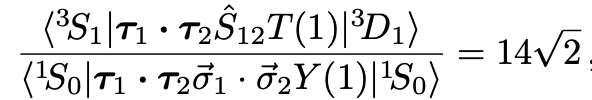 ⟨³S₁|τ₁ · τ₂Ŝ₁₂T(1)|³D₁⟩ / ⟨¹S₀|τ₁ · τ₂σ⃗₁ · σ⃗₂Y(1)|¹S₀⟩ = 14√2 ,